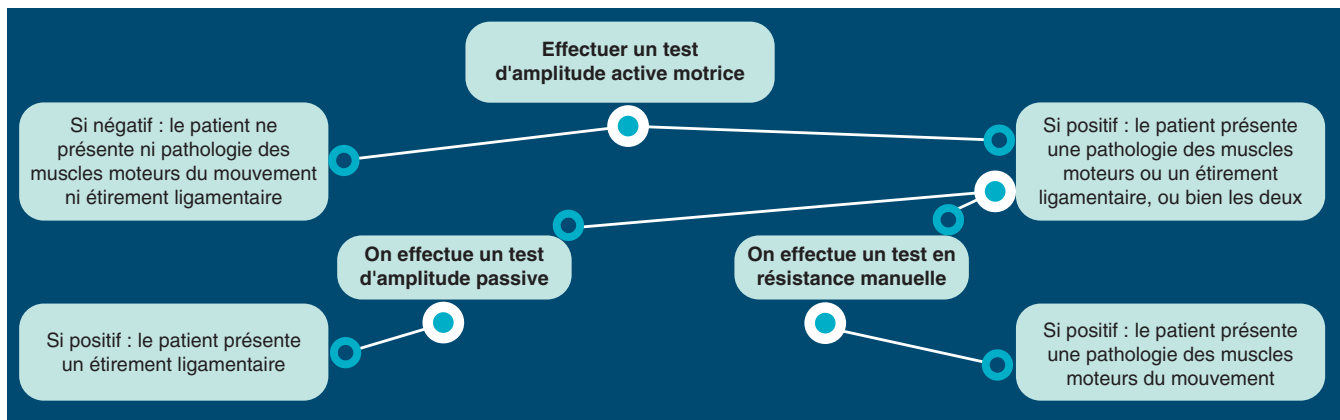 Effectuer un test
d'amplitude active motrice
Si négatif : le patient ne
présente ni pathologie des
muscles moteurs du mouvement
ni étirement ligamentaire
Si positif : le patient présente
une pathologie des muscles
moteurs ou un étirement
ligamentaire, ou bien les deux
On effectue un test
d'amplitude passive
On effectue un test en
résistance manuelle
Si positif : le patient présente
un étirement ligamentaire
Si positif : le patient présente
une pathologie des muscles
moteurs du mouvement